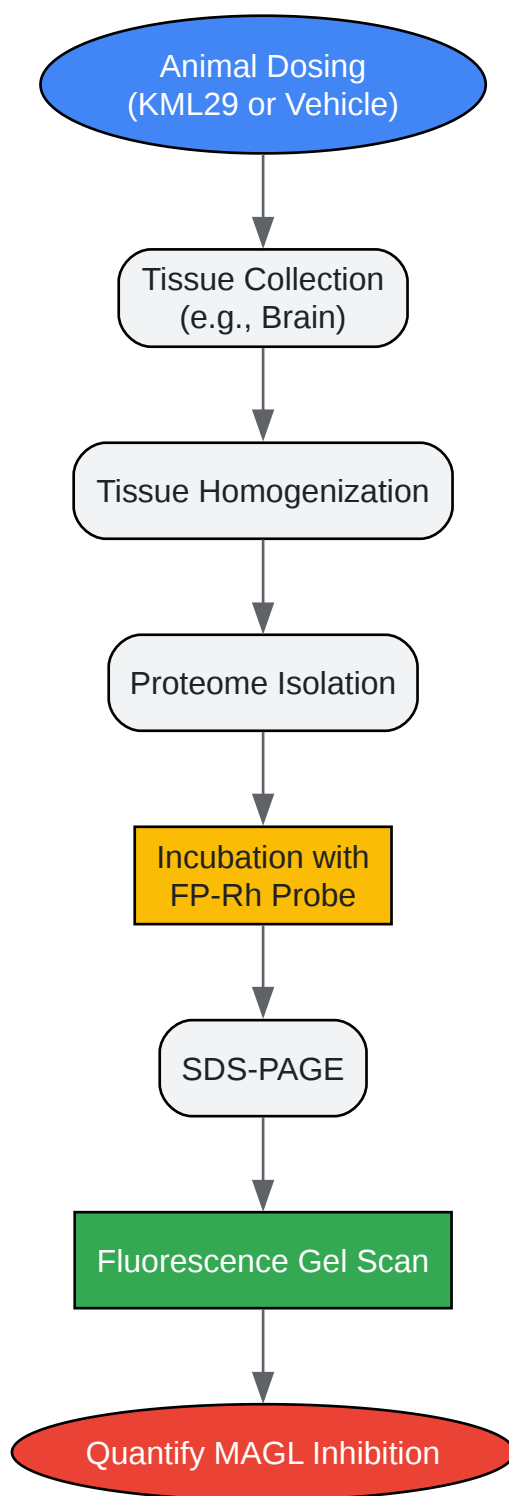 Animal Dosing
(KML29 or Vehicle)
Tissue Collection
(e.g., Brain)
Tissue Homogenization
Proteome Isolation
Incubation with
FP-Rh Probe
SDS-PAGE
Fluorescence Gel Scan
Quantify MAGL Inhibition